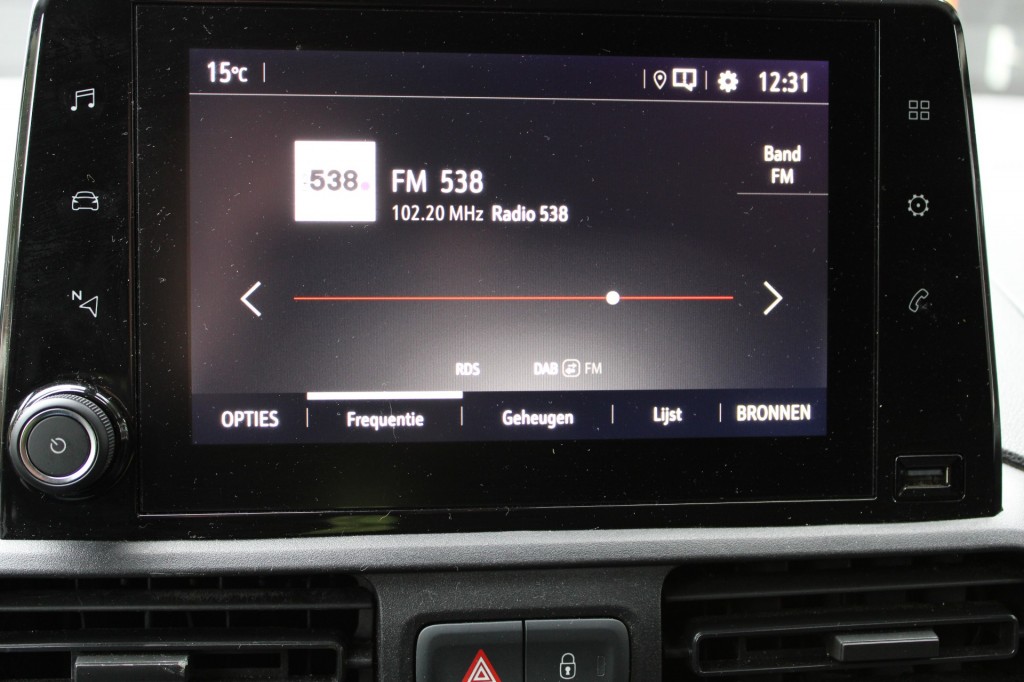 15°C
12:31
538
FM 538
102.20 MHz Radio 538
Band
FM
N
RDS
DAB FM
OPTIES
Frequentie
Geheugen
Lijst
BRONNEN